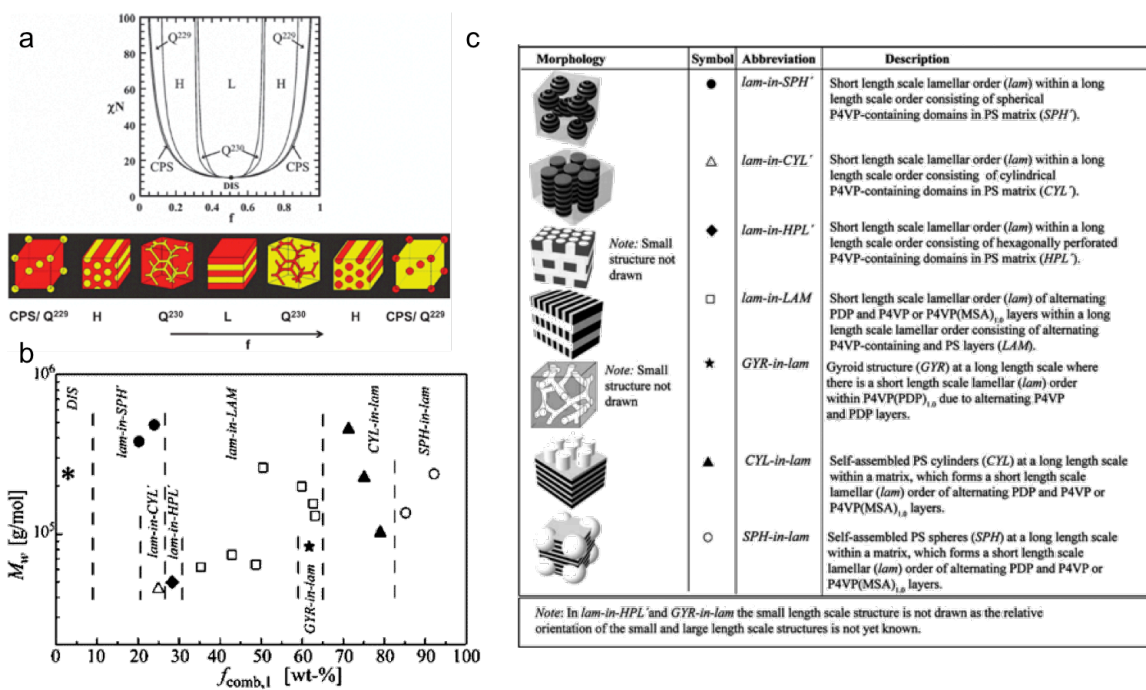 a
100
80
60
40
20
0
χN
Q²²⁹
Q²²⁹
H
L
H
Q²³⁰
CPS
CPS
DIS
0 0.2 0.4 0.6 0.8 1
f
CPS/ Q²²⁹ H Q²³⁰ L Q²³⁰ H CPS/ Q²²⁹
f
b
10⁶
10⁵
M_w [g/mol]
DIS
lam-in-SPH´
lam-in-CYL´
lam-in-HPL´
lam-in-LAM
GYR-in-lam
CYL-in-lam
SPH-in-lam
0 10 20 30 40 50 60 70 80 90 100
f_comb,1 [wt-%]
c
Morphology Symbol Abbreviation Description
lam-in-SPH´ Short length scale lamellar order (lam) within a long
length scale order consisting of spherical
P4VP-containing domains in PS matrix (SPH´).
lam-in-CYL´ Short length scale lamellar order (lam) within a long
length scale order consisting of cylindrical
P4VP-containing domains in PS matrix (CYL´).
Note: Small
structure not
drawn
lam-in-HPL´ Short length scale lamellar order (lam) within a long
length scale order consisting of hexagonally perforated
P4VP-containing domains in PS matrix (HPL´).
lam-in-LAM Short length scale lamellar order (lam) of alternating
PDP and P4VP or P4VP(MSA)1.0 layers within a long
length scale lamellar order consisting of alternating
P4VP-containing and PS layers (LAM).
Note: Small
structure not
drawn
GYR-in-lam Gyroid structure (GYR) at a long length scale where
there is a short length scale lamellar (lam) order
within P4VP(PDP)1.0 due to alternating P4VP
and PDP layers.
CYL-in-lam Self-assembled PS cylinders (CYL) at a long length scale
within a matrix, which forms a short length scale
lamellar (lam) order of alternating PDP and P4VP or
P4VP(MSA)1.0 layers.
SPH-in-lam Self-assembled PS spheres (SPH) at a long length scale
within a matrix, which forms a short length scale
lamellar (lam) order of alternating PDP and P4VP or
P4VP(MSA)1.0 layers.
Note: In lam-in-HPL´ and GYR-in-lam the small length scale structure is not drawn as the relative
orientation of the small and large length scale structures is not yet known.